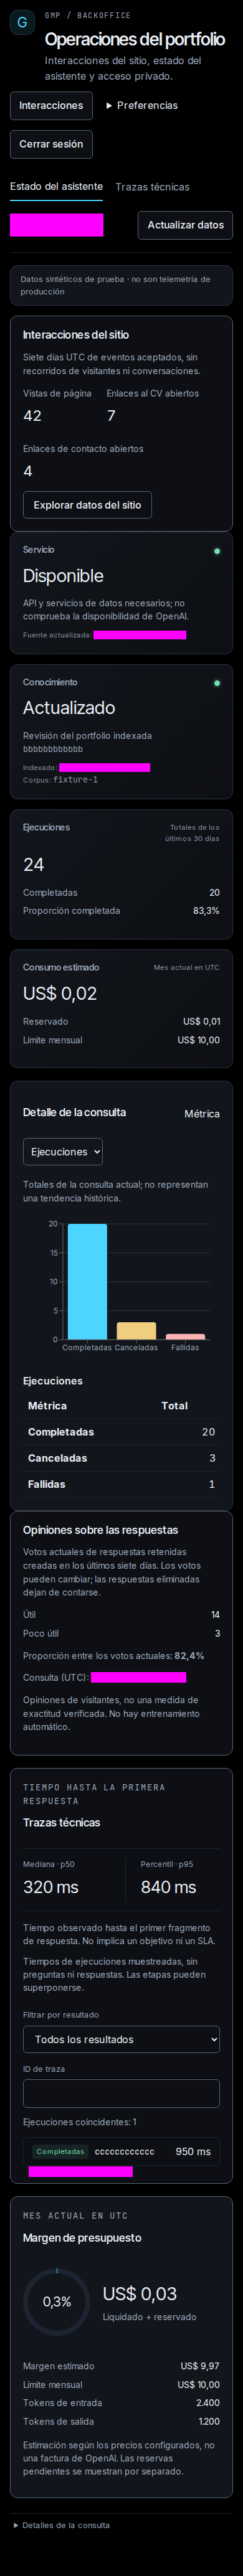 G
GMP / BACKOFFICE
Operaciones del portfolio
Interacciones del sitio, estado del
asistente y acceso privado.
Interacciones
▶ Preferencias
Cerrar sesión
Estado del asistente
Trazas técnicas
Actualizar datos
Datos sintéticos de prueba · no son telemetría de
producción
Interacciones del sitio
Siete días UTC de eventos aceptados, sin
recorridos de visitantes ni conversaciones.
Vistas de página
Enlaces al CV abiertos
42
7
Enlaces de contacto abiertos
4
Explorar datos del sitio
Servicio
Disponible
API y servicios de datos necesarios; no
comprueba la disponibilidad de OpenAI.
Fuente actualizada:
Conocimiento
Actualizado
Revisión del portfolio indexada
bbbbbbbbbbbb
Indexado:
Corpus: fixture-1
Ejecuciones
Totales de los
últimos 30 días
24
Completadas 20
Proporción completada 83,3%
Consumo estimado
Mes actual en UTC
US$ 0,02
Reservado US$ 0,01
Límite mensual US$ 10,00
Detalle de la consulta
Métrica
Ejecuciones
Totales de la consulta actual; no representan
una tendencia histórica.
20
15
10
5
0
Completadas Canceladas Fallidas
Ejecuciones
Métrica Total
Completadas 20
Canceladas 3
Fallidas 1
Opiniones sobre las respuestas
Votos actuales de respuestas retenidas
creadas en los últimos siete días. Los votos
pueden cambiar; las respuestas eliminadas
dejan de contarse.
Útil 14
Poco útil 3
Proporción entre los votos actuales: 82,4%
Consulta (UTC):
Opiniones de visitantes, no una medida de
exactitud verificada. No hay entrenamiento
automático.
TIEMPO HASTA LA PRIMERA
RESPUESTA
Trazas técnicas
Mediana · p50
Percentil · p95
320 ms
840 ms
Tiempo observado hasta el primer fragmento
de respuesta. No implica un objetivo ni un SLA.
Tiempos de ejecuciones muestreadas, sin
preguntas ni respuestas. Las etapas pueden
superponerse.
Filtrar por resultado
Todos los resultados
ID de traza
Ejecuciones coincidentes: 1
Completadas cccccccccccc 950 ms
MES ACTUAL EN UTC
Margen de presupuesto
0,3%
US$ 0,03
Liquidado + reservado
Margen estimado US$ 9,97
Límite mensual US$ 10,00
Tokens de entrada 2.400
Tokens de salida 1.200
Estimación según los precios configurados, no
una factura de OpenAI. Las reservas
pendientes se muestran por separado.
▶ Detalles de la consulta